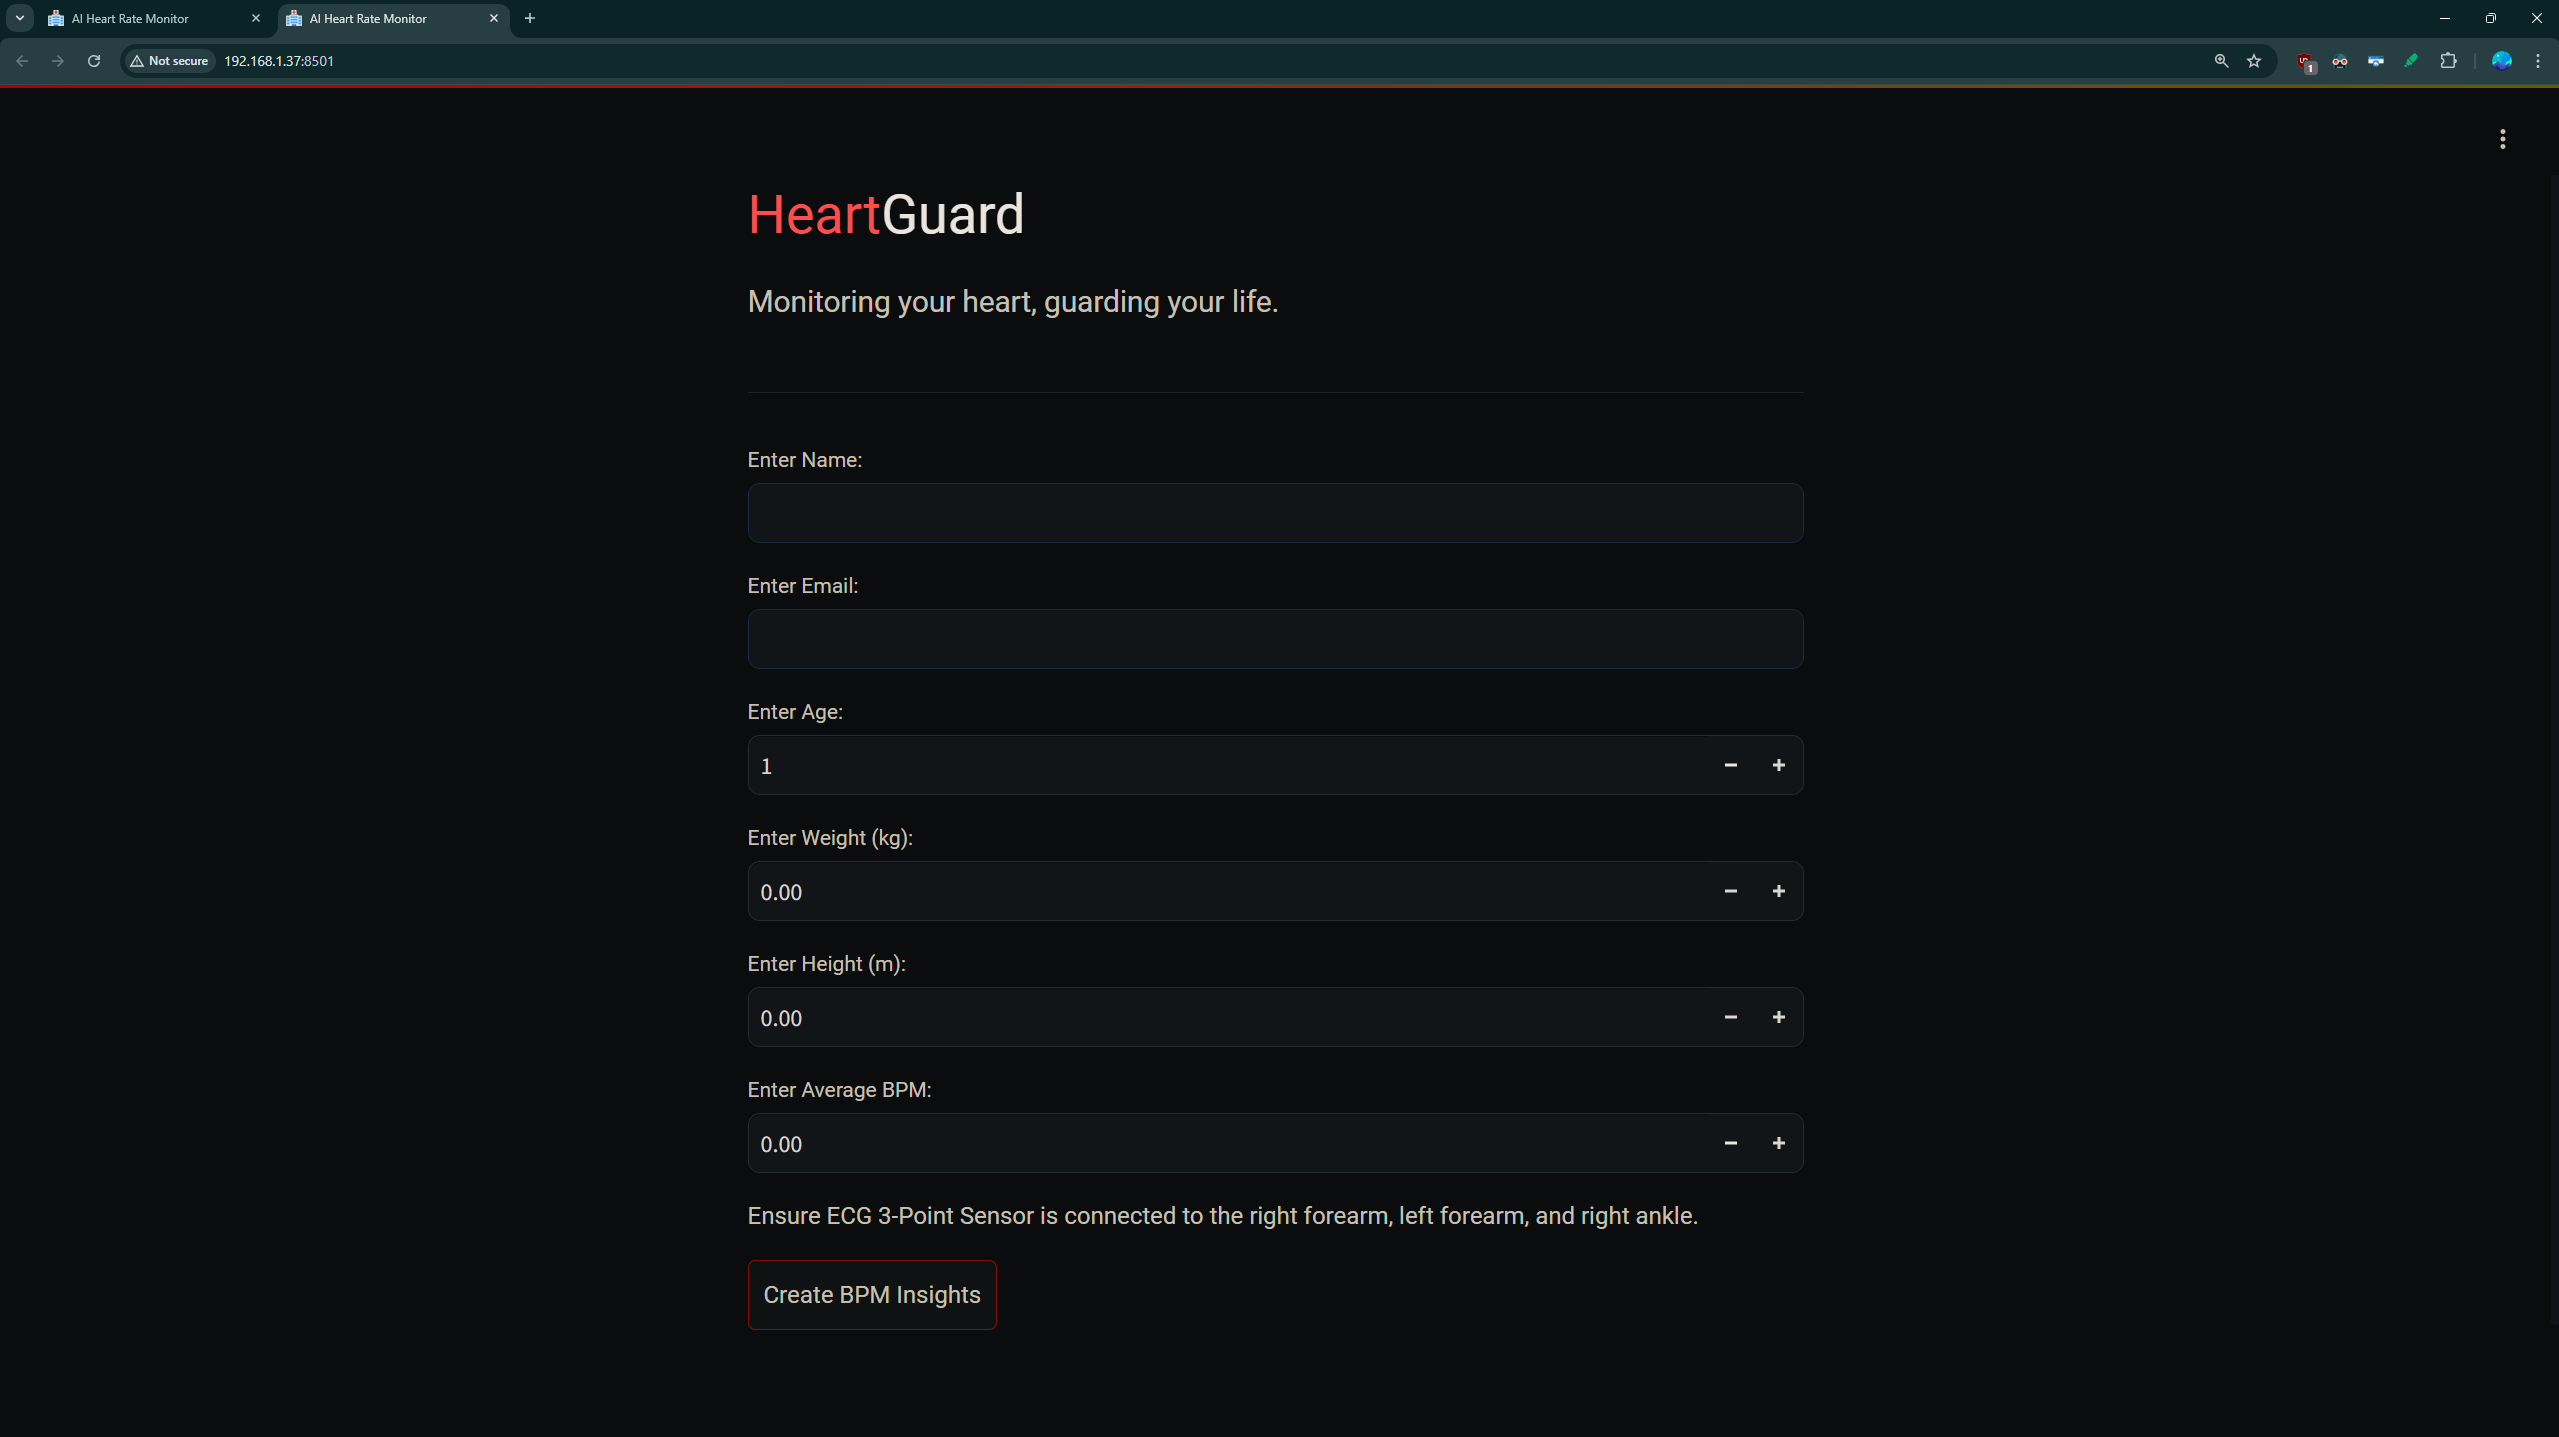 AI Heart Rate Monitor
AI Heart Rate Monitor
Not secure
192.168.1.37:8501
1
HeartGuard
Monitoring your heart, guarding your life.
Enter Name:
Enter Email:
Enter Age:
1
Enter Weight (kg):
0.00
Enter Height (m):
0.00
Enter Average BPM:
0.00
Ensure ECG 3-Point Sensor is connected to the right forearm, left forearm, and right ankle.
Create BPM Insights